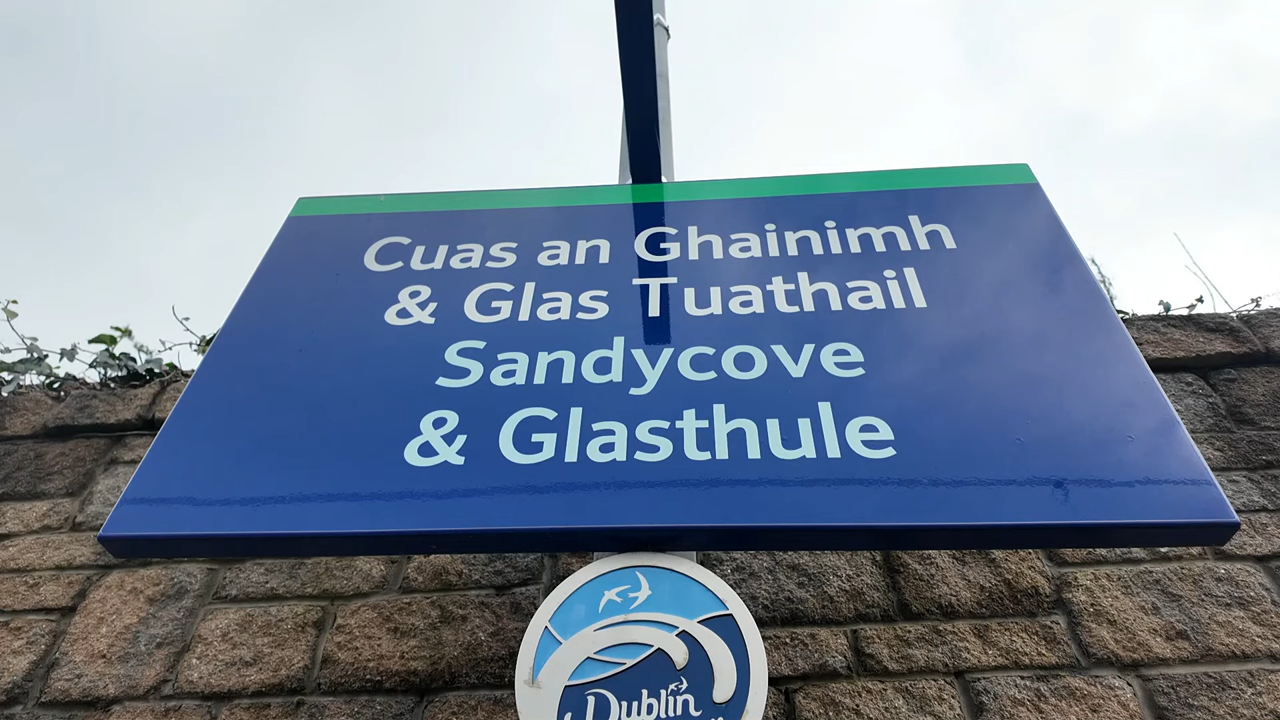 Cuas an Ghainimh
& Glas Tuathail
Sandycove
& Glasthule
Dublin